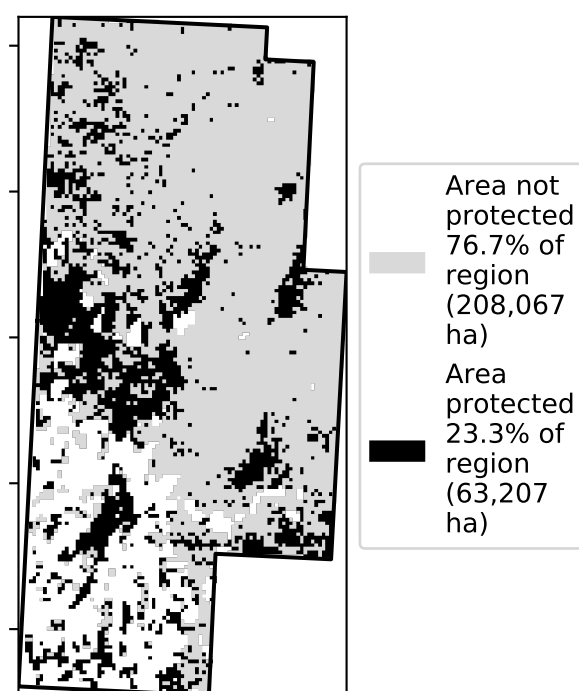 Area not
protected
76.7% of
region
(208,067
ha)
Area
protected
23.3% of
region
(63,207
ha)